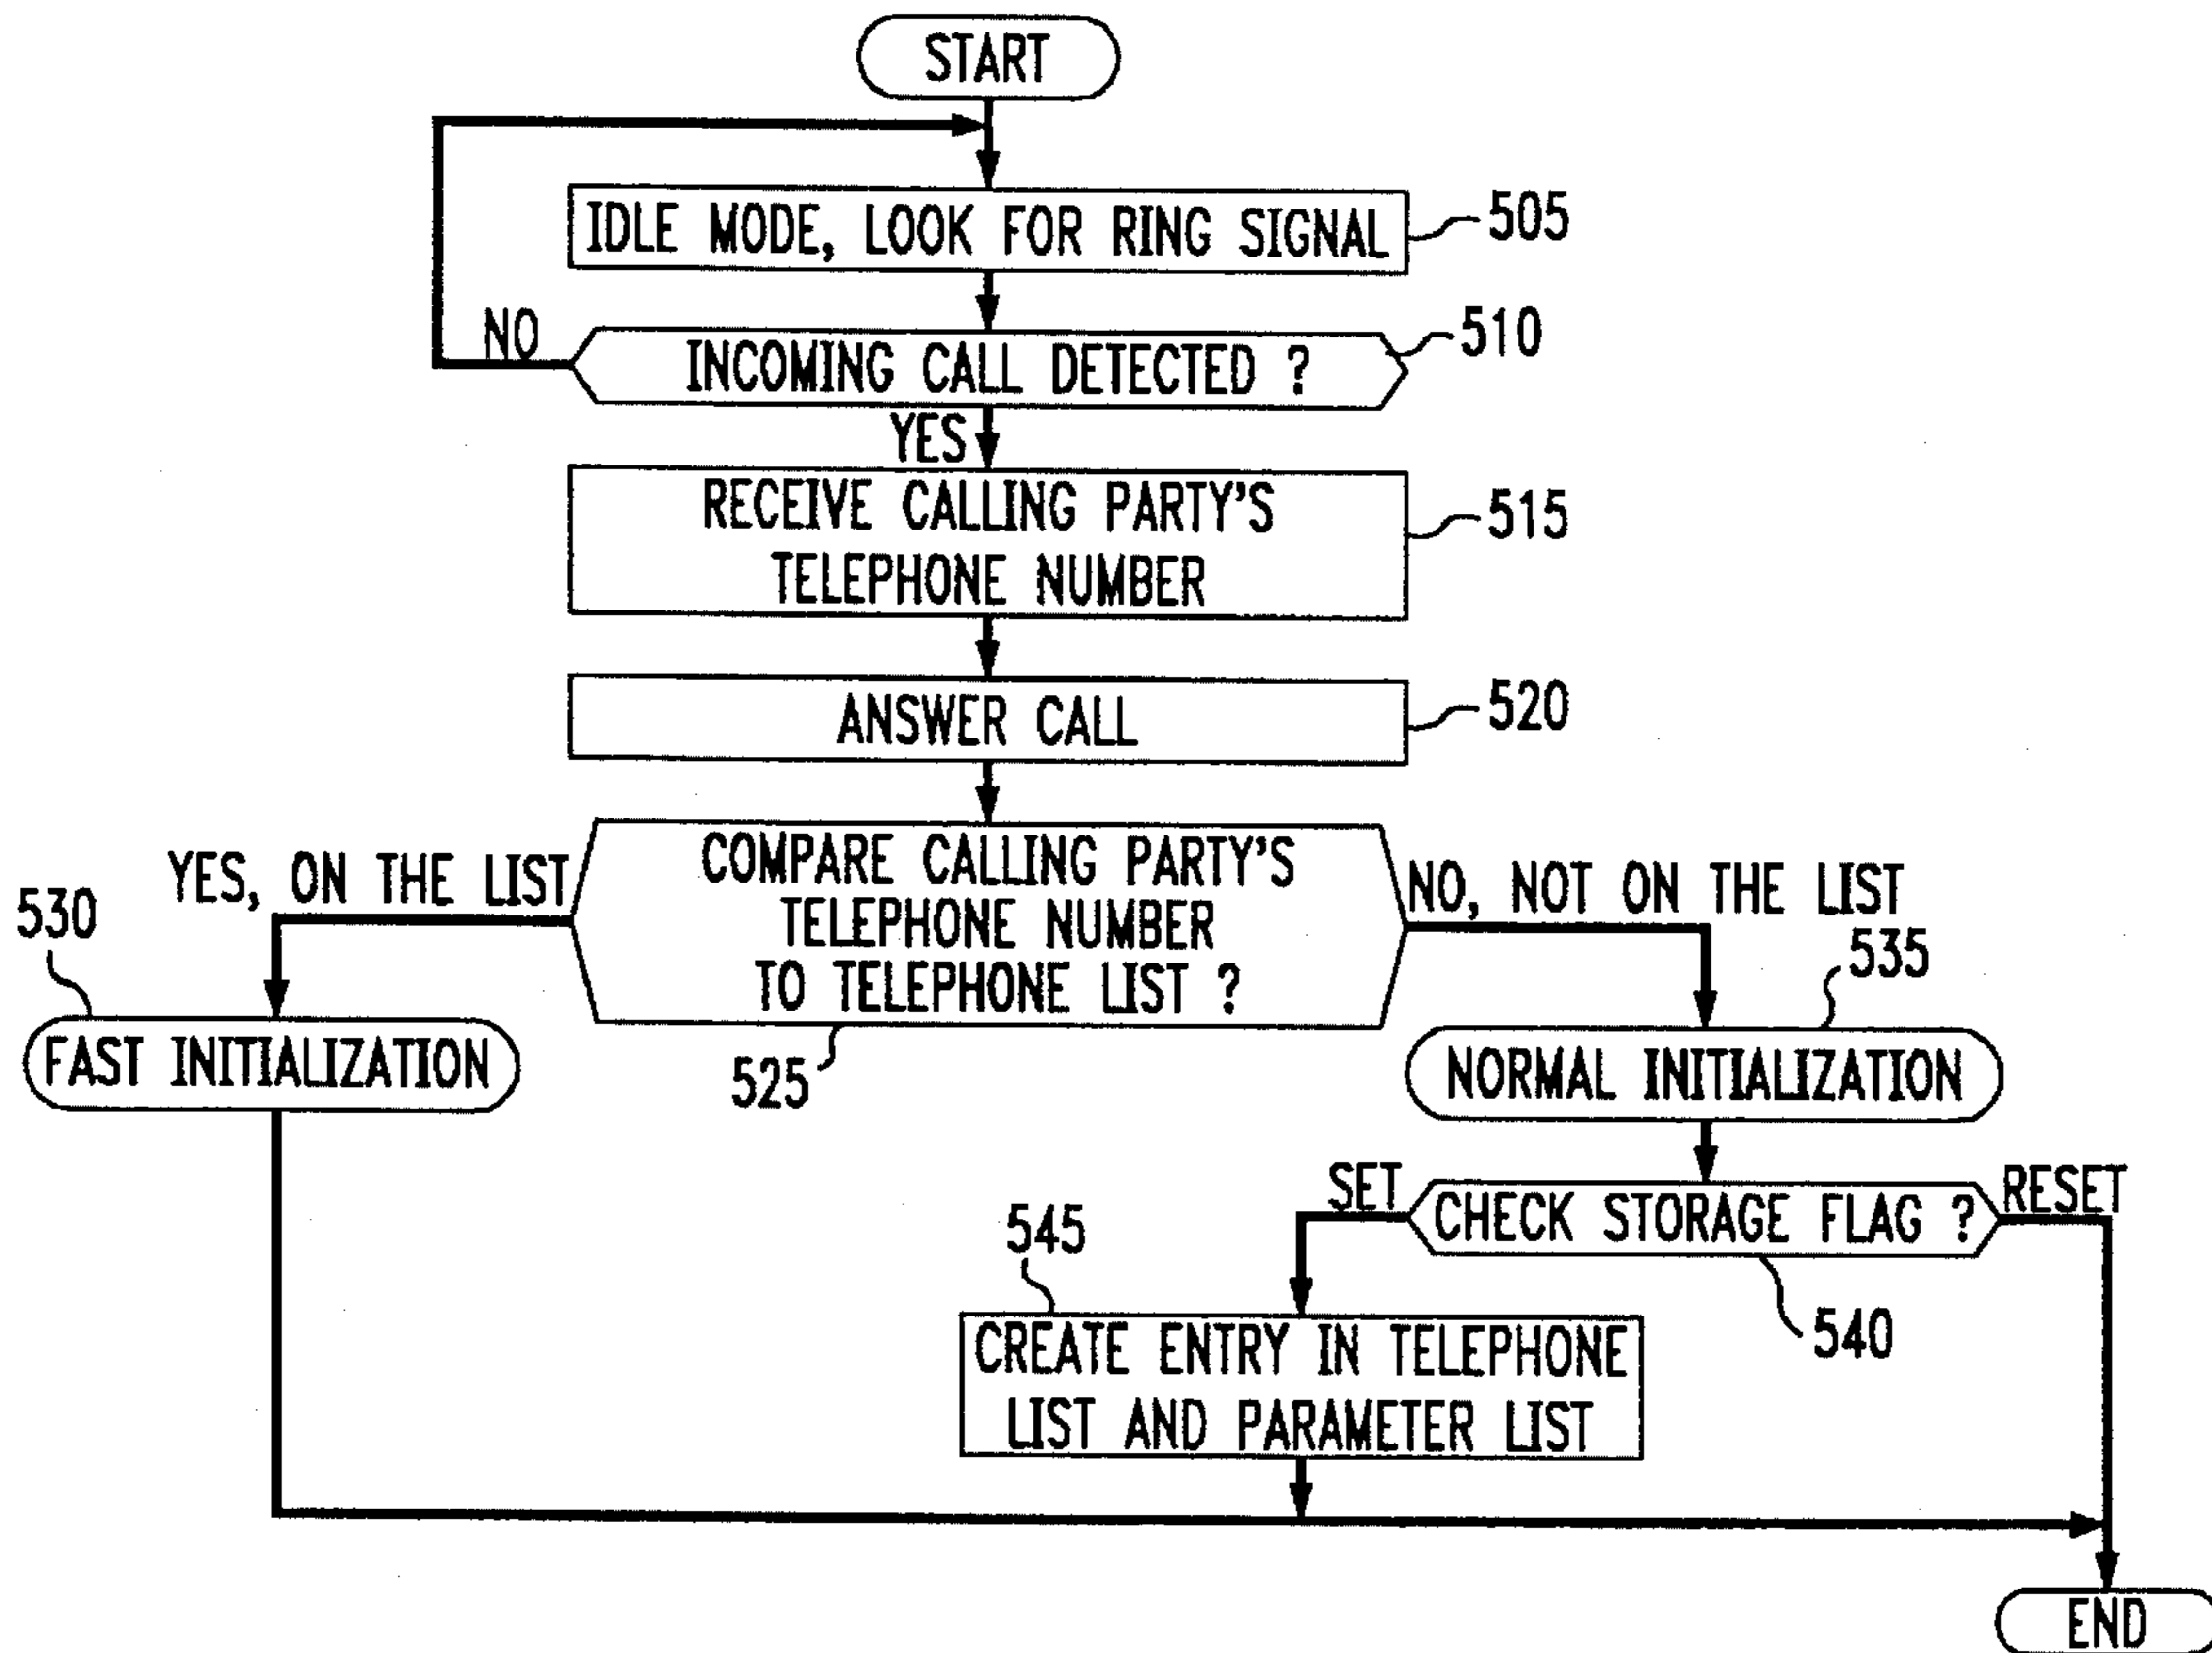 START
IDLE MODE, LOOK FOR RING SIGNAL
505
NO
INCOMING CALL DETECTED ?
510
YES
RECEIVE CALLING PARTY'S
TELEPHONE NUMBER
515
ANSWER CALL
520
YES, ON THE LIST
COMPARE CALLING PARTY'S
TELEPHONE NUMBER
TO TELEPHONE LIST ?
NO, NOT ON THE LIST
530
535
FAST INITIALIZATION
525
NORMAL INITIALIZATION
SET
CHECK STORAGE FLAG ?
RESET
545
540
CREATE ENTRY IN TELEPHONE
LIST AND PARAMETER LIST
END